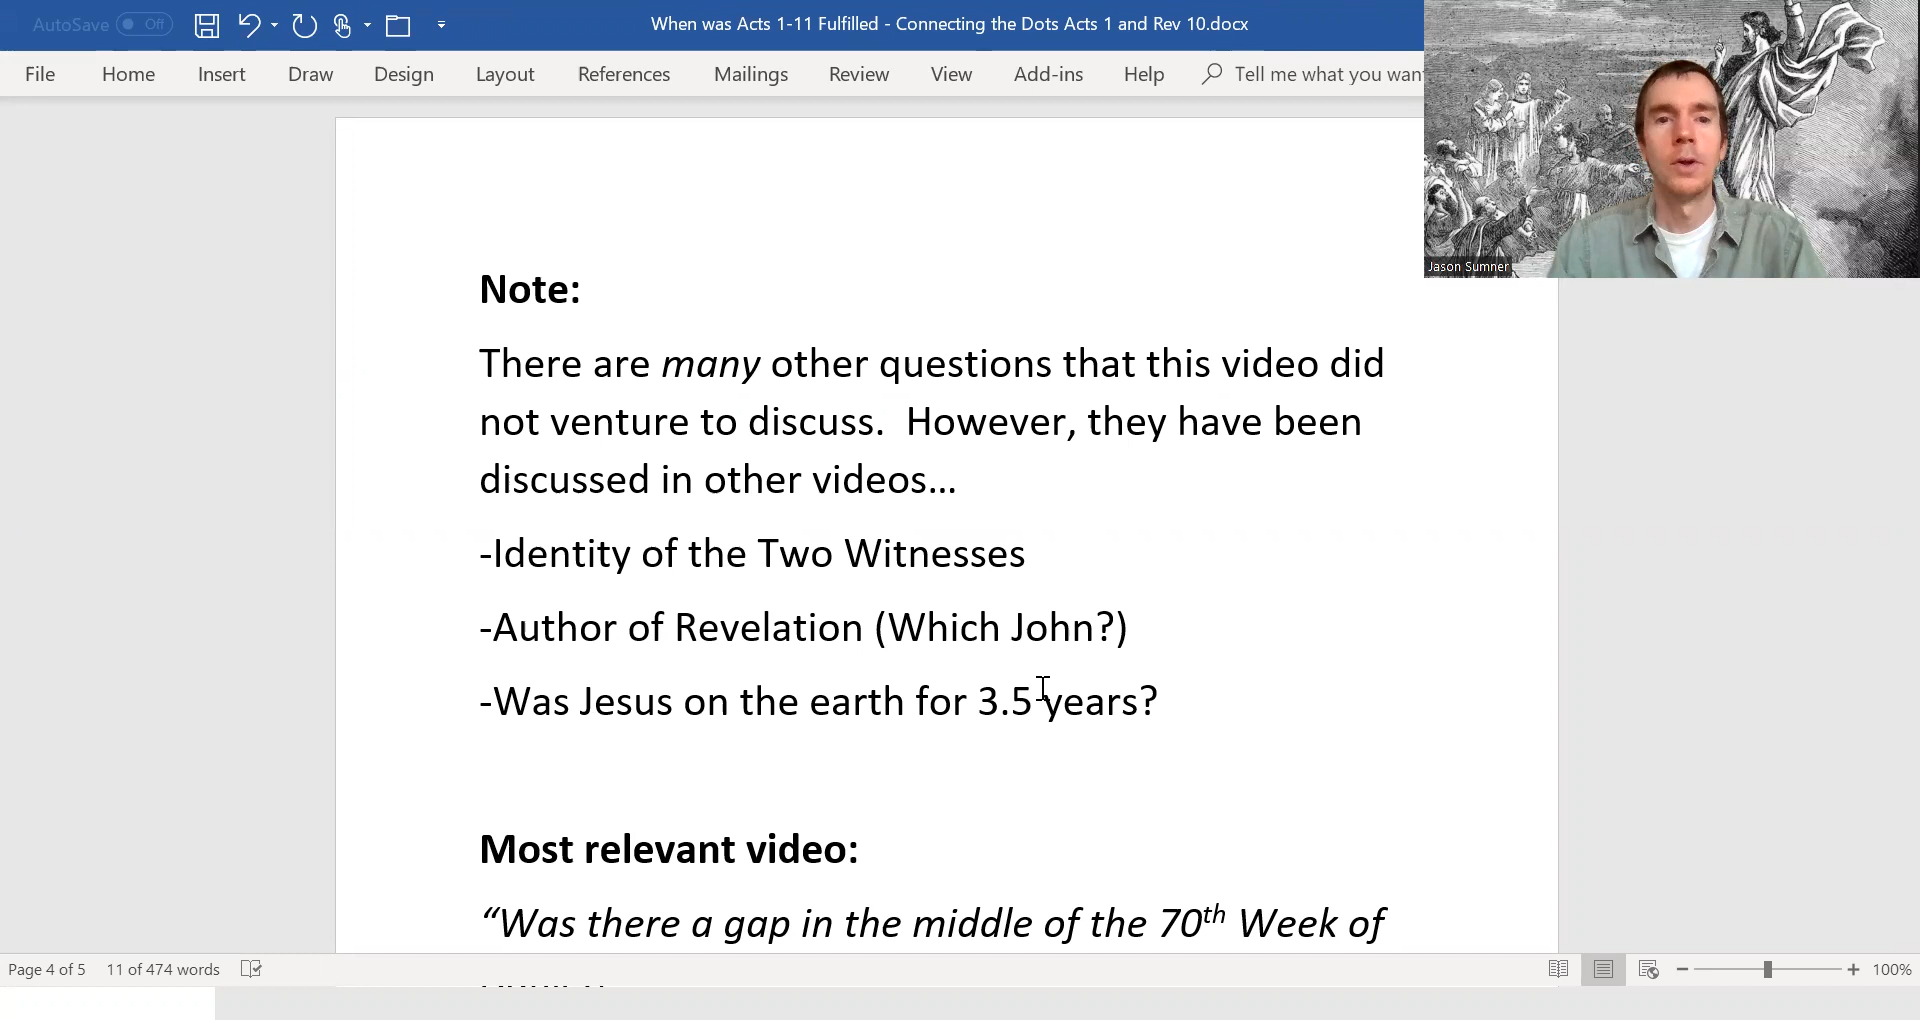 AutoSave Off When was Acts 1-11 Fulfilled - Connecting the Dots Acts 1 and Rev 10.docx
File Home Insert Draw Design Layout References Mailings Review View Add-ins Help Tell me what you wan
Jason Sumner
Note:
There are many other questions that this video did
not venture to discuss.  However, they have been
discussed in other videos...
-Identity of the Two Witnesses
-Author of Revelation (Which John?)
-Was Jesus on the earth for 3.5 years?
Most relevant video:
“Was there a gap in the middle of the 70th Week of
Page 4 of 5 11 of 474 words 100%